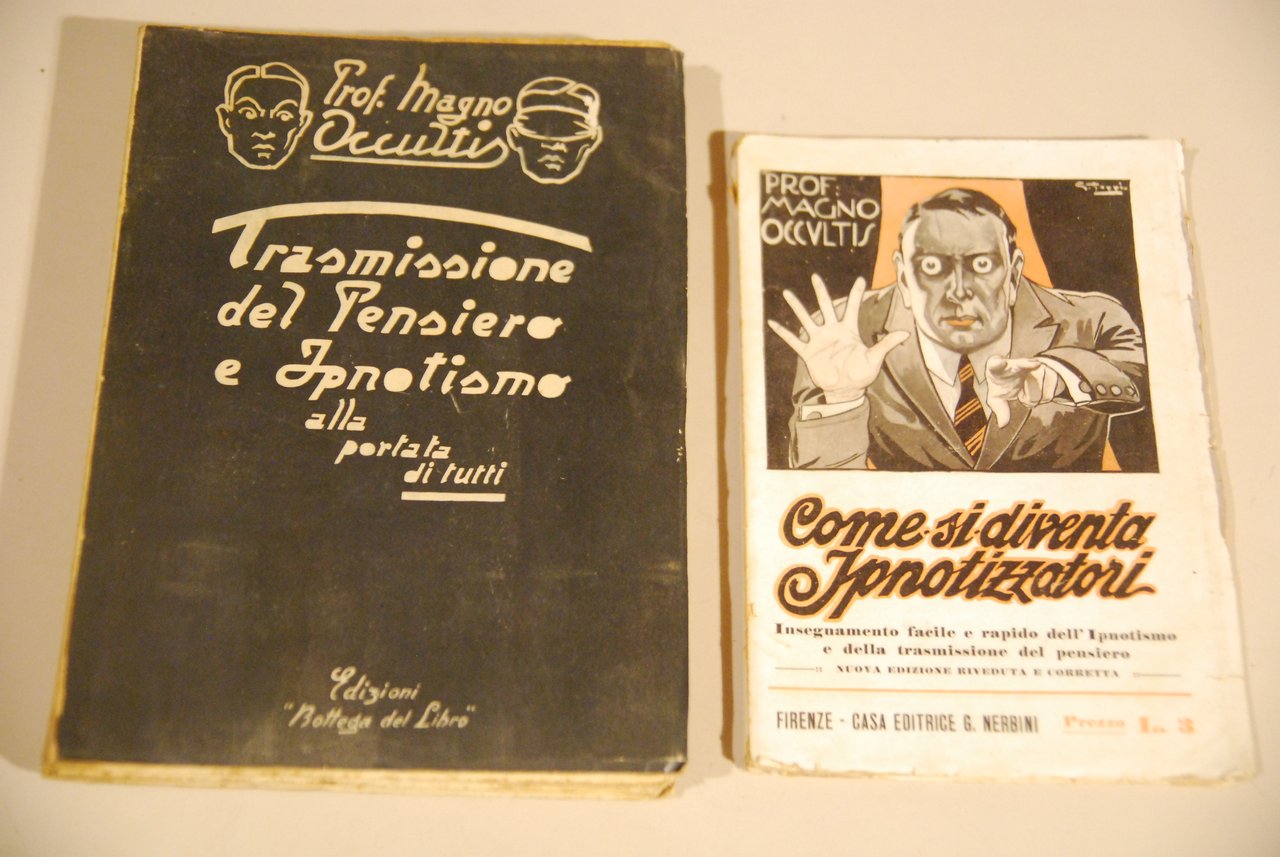 Prof. Magno
Occultis
Trasmissione
del Pensiero
e Ipnotismo
alla
portata
di tutti
Edizioni
"Bottega del Libro"
PROF:
MAGNO
OCCVLTIS
Come·si·diventa
Ipnotizzatori
Insegnamento facile e rapido dell'Ipnotismo
e della trasmissione del pensiero
NUOVA EDIZIONE RIVEDUTA E CORRETTA
FIRENZE - CASA EDITRICE G. NERBINI Prezzo L. 3